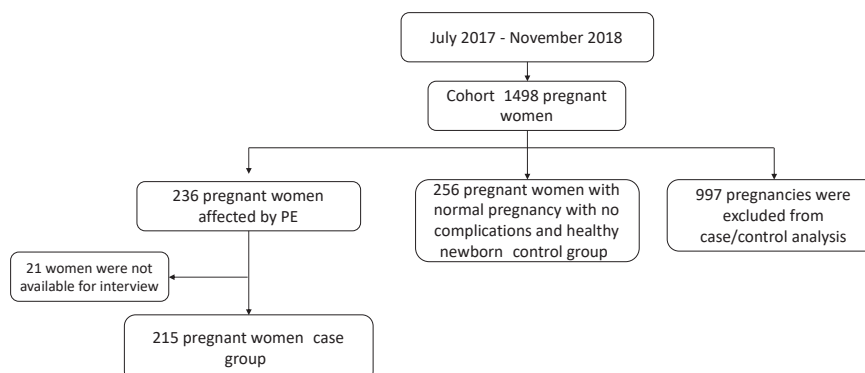 July 2017 - November 2018
Cohort 1498 pregnant
women
236 pregnant women
affected by PE
256 pregnant women with
normal pregnancy with no
complications and healthy
newborn control group
997 pregnancies were
excluded from
case/control analysis
21 women were not
available for interview
215 pregnant women case
group